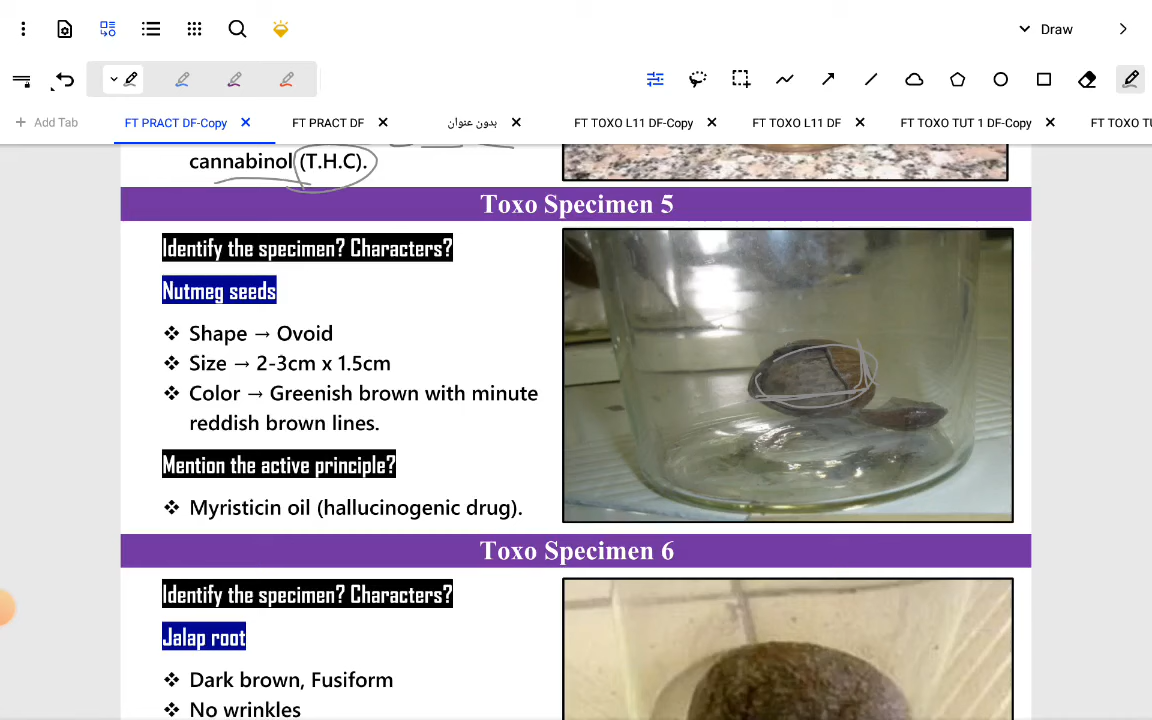 Draw
Add Tab
FT PRACT DF-Copy
FT PRACT DF
بدون عنوان
FT TOXO L11 DF-Copy
FT TOXO L11 DF
FT TOXO TUT 1 DF-Copy
FT TOXO TU
cannabinol (T.H.C).
Toxo Specimen 5
Identify the specimen? Characters?
Nutmeg seeds
❖ Shape → Ovoid
❖ Size → 2-3cm x 1.5cm
❖ Color → Greenish brown with minute
reddish brown lines.
Mention the active principle?
❖ Myristicin oil (hallucinogenic drug).
Toxo Specimen 6
Identify the specimen? Characters?
Jalap root
❖ Dark brown, Fusiform
❖ No wrinkles